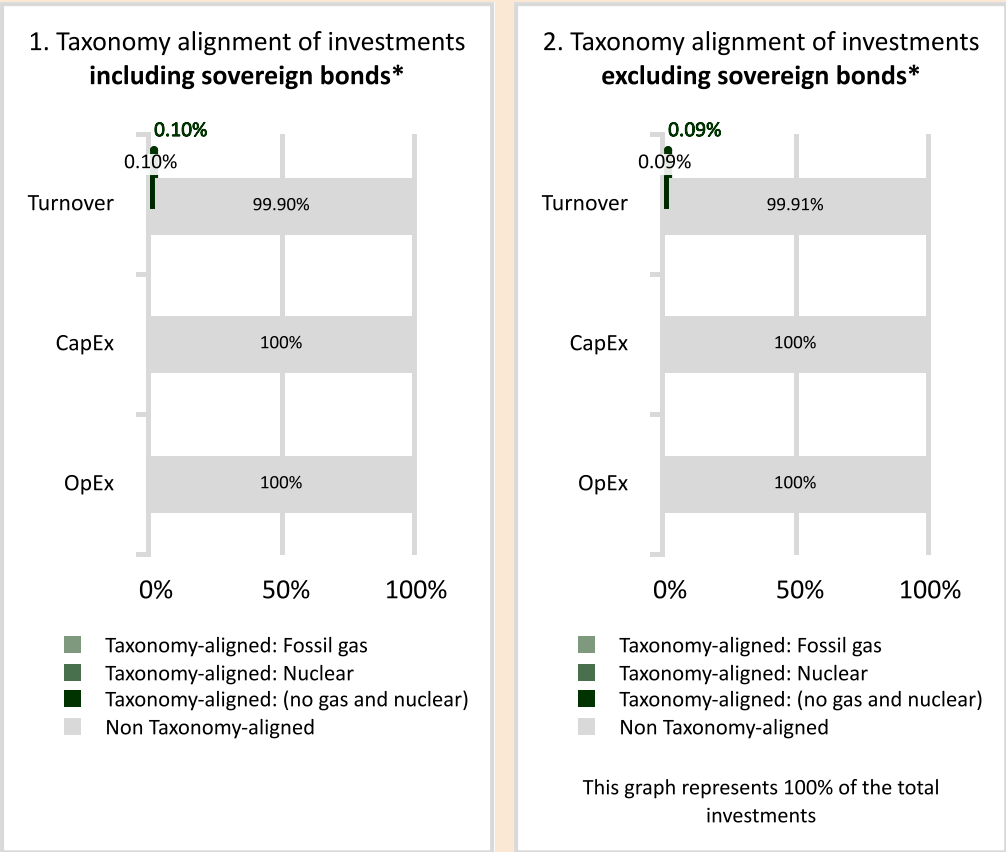 1. Taxonomy alignment of investments
including sovereign bonds*
0.10%
0.10%
Turnover
99.90%
CapEx
100%
OpEx
100%
0% 50% 100%
Taxonomy-aligned: Fossil gas
Taxonomy-aligned: Nuclear
Taxonomy-aligned: (no gas and nuclear)
Non Taxonomy-aligned
2. Taxonomy alignment of investments
excluding sovereign bonds*
0.09%
0.09%
Turnover
99.91%
CapEx
100%
OpEx
100%
0% 50% 100%
Taxonomy-aligned: Fossil gas
Taxonomy-aligned: Nuclear
Taxonomy-aligned: (no gas and nuclear)
Non Taxonomy-aligned
This graph represents 100% of the total
investments